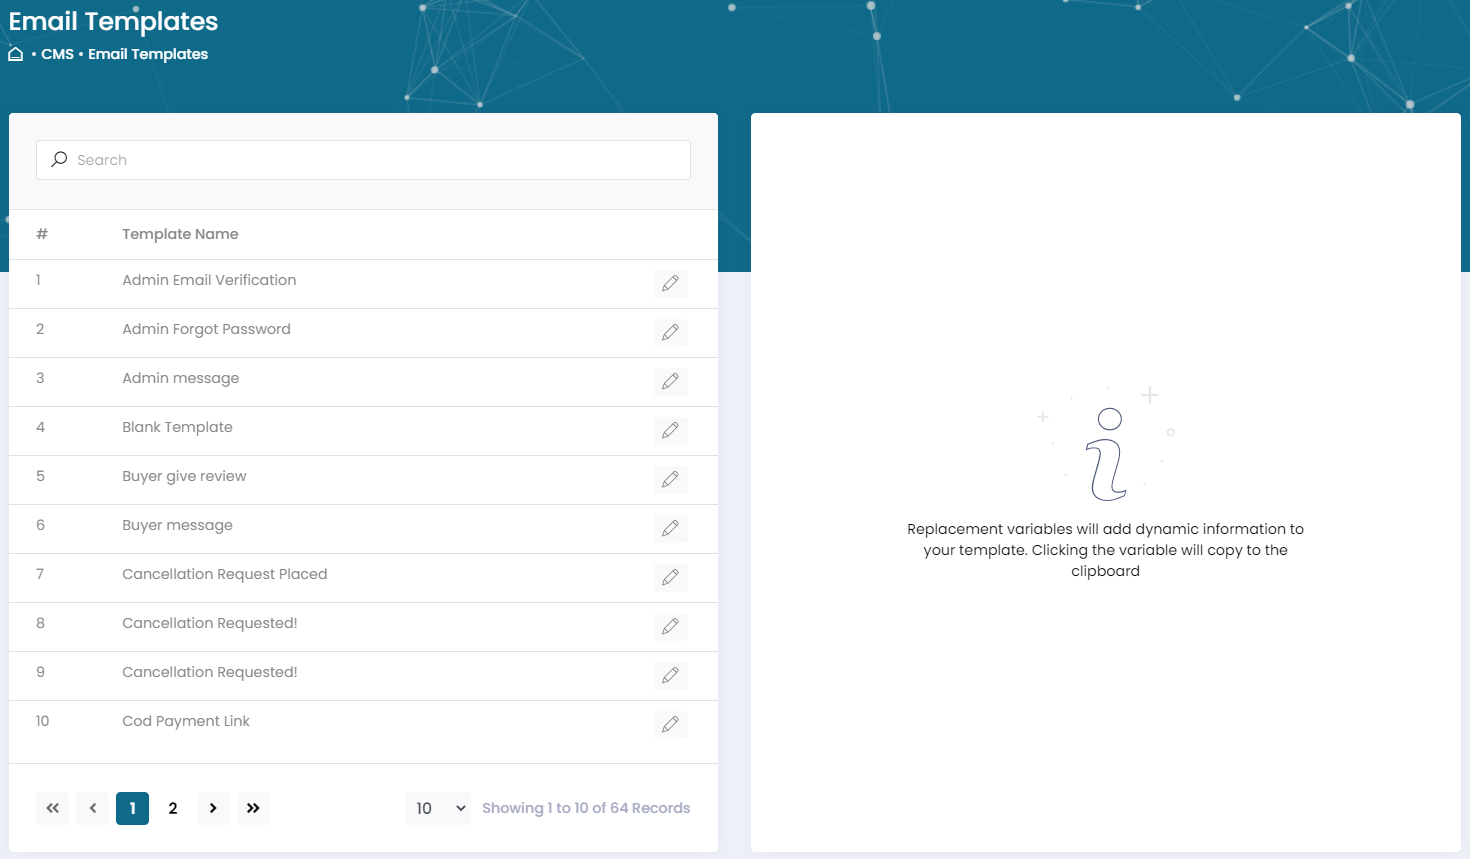 Email Templates
• CMS • Email Templates
Search
# Template Name
1 Admin Email Verification
2 Admin Forgot Password
3 Admin message
4 Blank Template
5 Buyer give review
6 Buyer message
7 Cancellation Request Placed
8 Cancellation Requested!
9 Cancellation Requested!
10 Cod Payment Link
1 2 10 Showing 1 to 10 of 64 Records
i
Replacement variables will add dynamic information to
your template. Clicking the variable will copy to the
clipboard